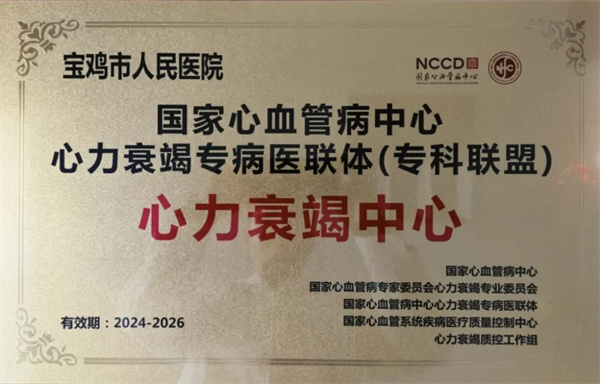 宝鸡市人民医院
NCCD
国家心血管病中心
国家心血管病中心
心力衰竭专病医联体(专科联盟)
心力衰竭中心
国家心血管病中心
国家心血管病专家委员会心力衰竭专业委员会
国家心血管病中心心力衰竭专病医联体
国家心血管系统疾病医疗质量控制中心
心力衰竭质控工作组
有效期：2024-2026